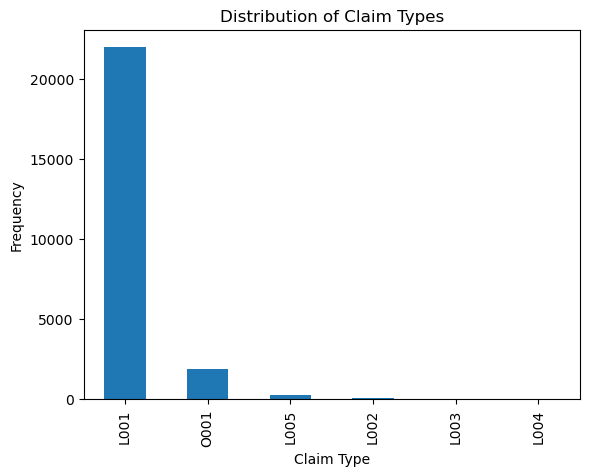 Distribution of Claim Types
Frequency
20000
15000
10000
5000
0
L001
O001
L005
L002
L003
L004
Claim Type